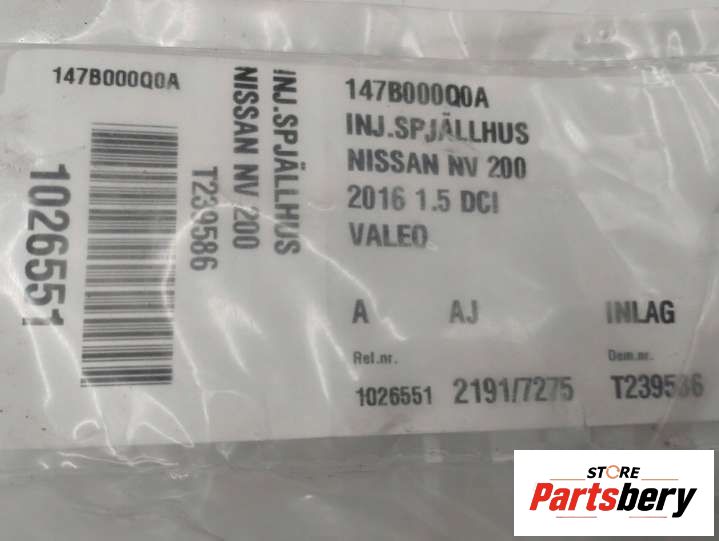 147B000Q0A
1026551
T239586
NISSAN NV 200
INJ.SPJÄLLHUS
147B000Q0A
INJ.SPJÄLLHUS
NISSAN NV 200
2016 1.5 DCI
VALEO
A AJ INLAG
Ref.nr. Dem.nr.
1026551 2191/7275 T239586
STORE
Partsbery